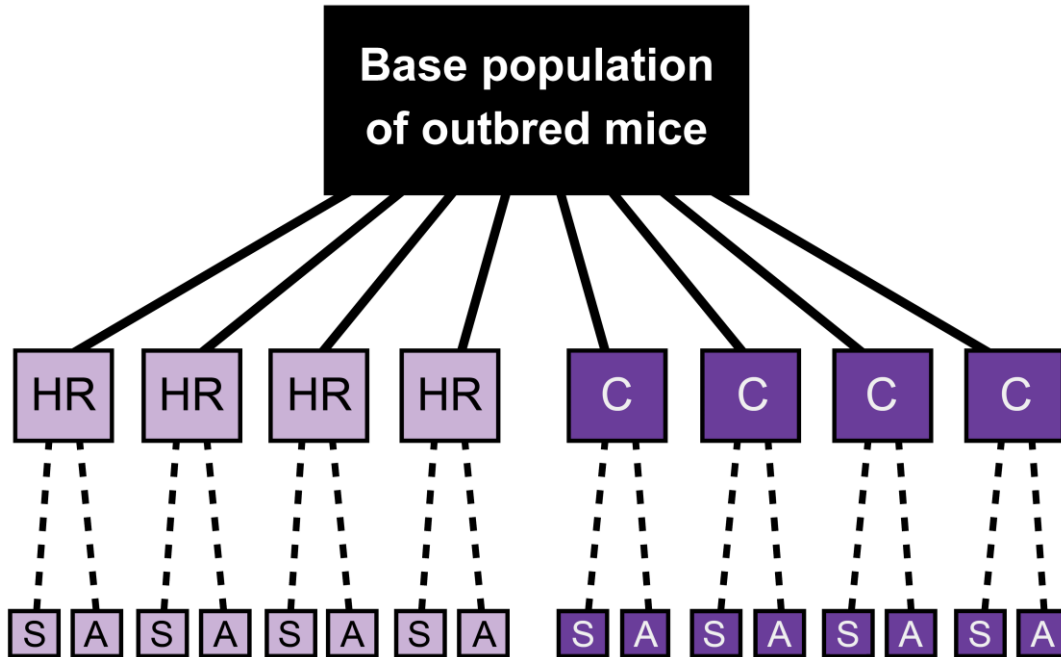 Base population
of outbred mice
HR HR HR HR C C C C
S A S A S A S A S A S A S A S A